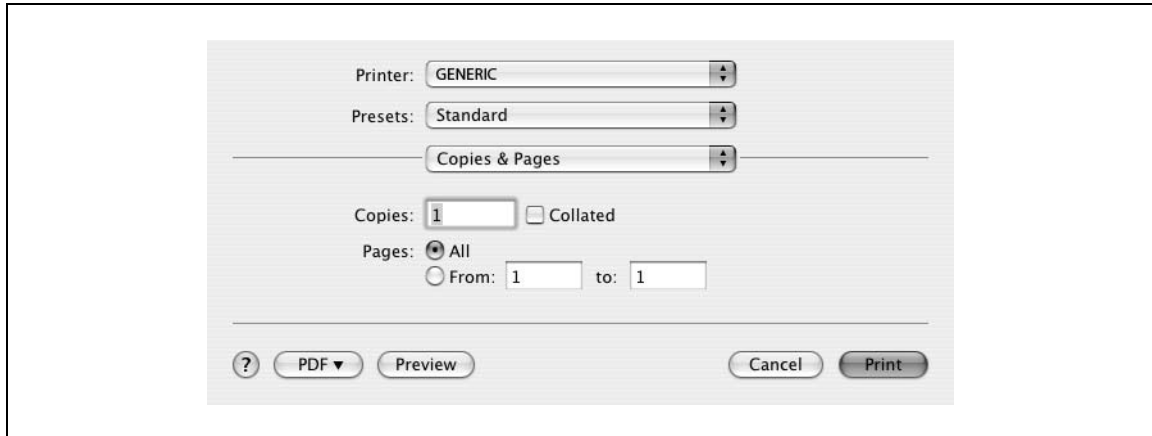 Printer: GENERIC
Presets: Standard
Copies & Pages
Copies: 1 Collated
Pages: All
From: 1 to: 1
? PDF ▼ Preview Cancel Print